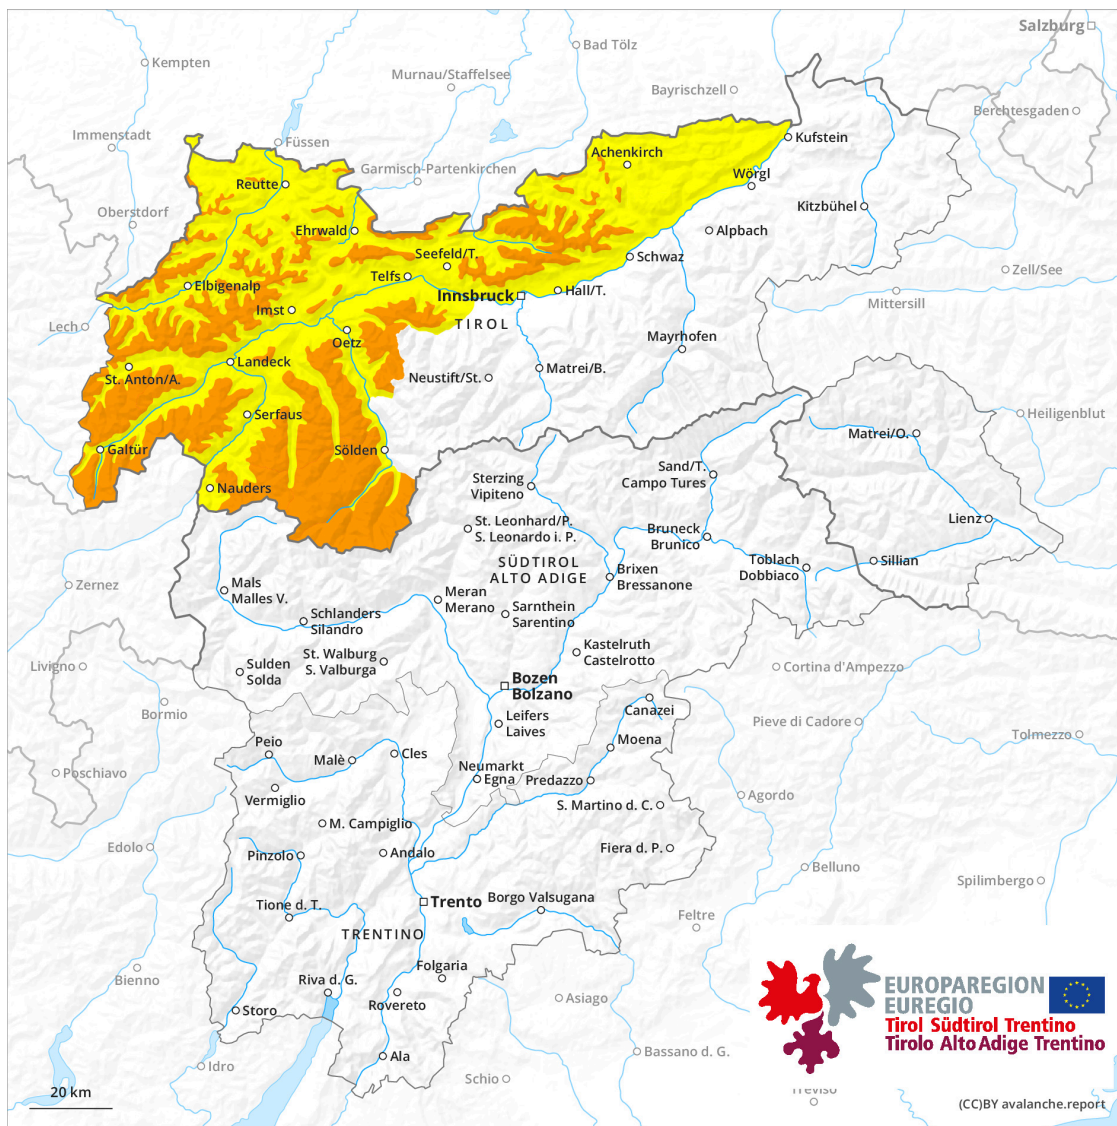 Salzburg
Bad Tölz
Kempten
Murnau/Staffelsee
Bayrischzell
Berchtesgaden
Immenstadt
Füssen
Kufstein
Achenkirch
Garmisch-Partenkirchen
Wörgl
Reutte
Oberstdorf
Kitzbühel
Ehrwald
Alpbach
Seefeld/T.
Schwaz
Telfs
Zell/See
Elbigenalp
Innsbruck
Hall/T.
Mittersill
Imst
Lech
TIROL
Oetz
Mayrhofen
Landeck
Matrei/B.
St. Anton/A.
Neustift/St.
Serfaus
Heiligenblut
Matrei/O.
Galtür
Sölden
Sterzing
Vipiteno
Sand/T.
Campo Tures
Nauders
St. Leonhard/P.
S. Leonardo i. P.
Lienz
Bruneck
Brunico
SÜDTIROL
ALTO ADIGE
Toblach
Dobbiaco
Sillian
Brixen
Bressanone
Zernez
Mals
Malles V.
Meran
Merano
Sarnthein
Sarentino
Schlanders
Silandro
Kastelruth
Castelrotto
St. Walburg
S. Valburga
Livigno
Sulden
Solda
Cortina d'Ampezzo
Bozen
Bolzano
Bormio
Canazei
Leifers
Laives
Pieve di Cadore
Tolmezzo
Peio
Moena
Malè
Cles
Poschiavo
Neumarkt
Egna
Predazzo
Vermiglio
Agordo
S. Martino d. C.
M. Campiglio
Edolo
Pinzolo
Andalo
Fiera d. P.
Belluno
Spilimbergo
Trento
Borgo Valsugana
Tione d. T.
Feltre
TRENTINO
Folgaria
Bienno
Riva d. G.
Rovereto
Asiago
Storo
EUROPAREGION
EUREGIO
Tirol Südtirol Trentino
Tirolo Alto Adige Trentino
Ala
Bassano d. G.
Idro
Schio
20 km
Treviso
(CC)BY avalanche.report